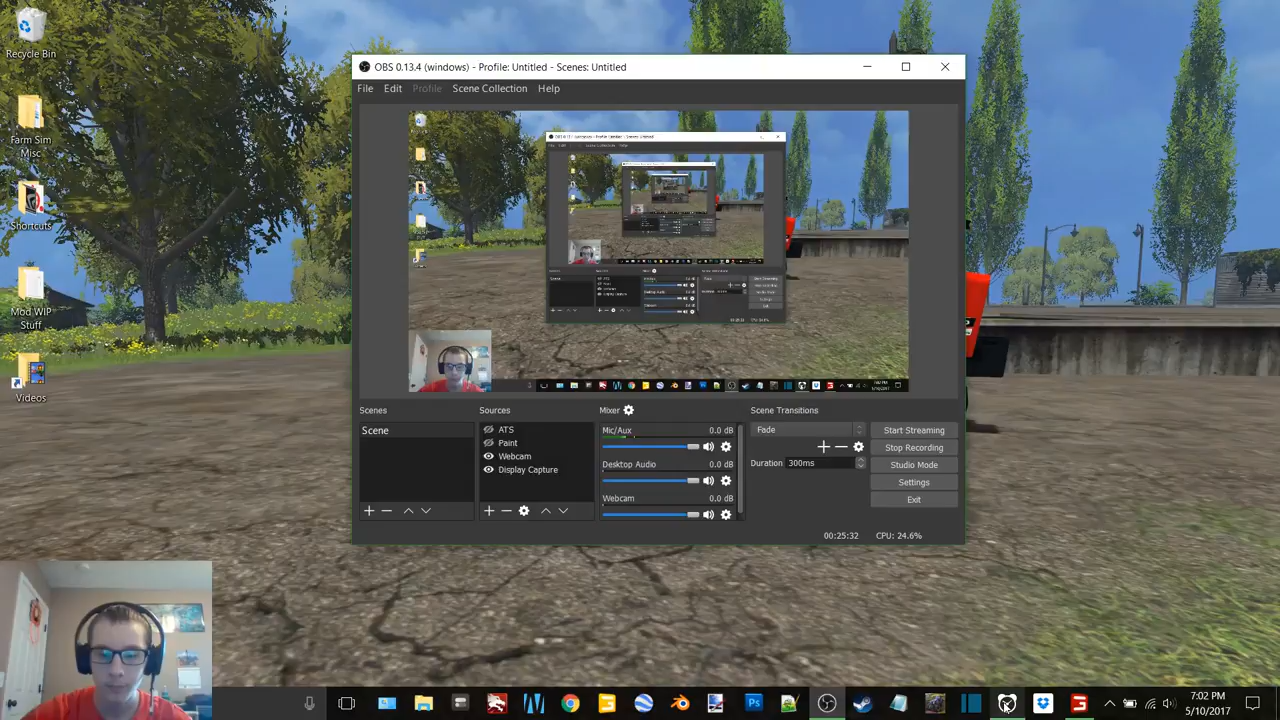 Recycle Bin
Farm Sim
Misc
Shortcuts
Mod WIP
Stuff
Videos
OBS 0.13.4 (windows) - Profile: Untitled - Scenes: Untitled
File Edit Profile Scene Collection Help
Scenes
Scene
Sources
ATS
Paint
Webcam
Display Capture
Mixer
Mic/Aux 0.0 dB
Desktop Audio 0.0 dB
Webcam 0.0 dB
Scene Transitions
Fade
Duration 300ms
Start Streaming
Stop Recording
Studio Mode
Settings
Exit
00:25:32 CPU: 24.6%
7:02 PM
5/10/2017